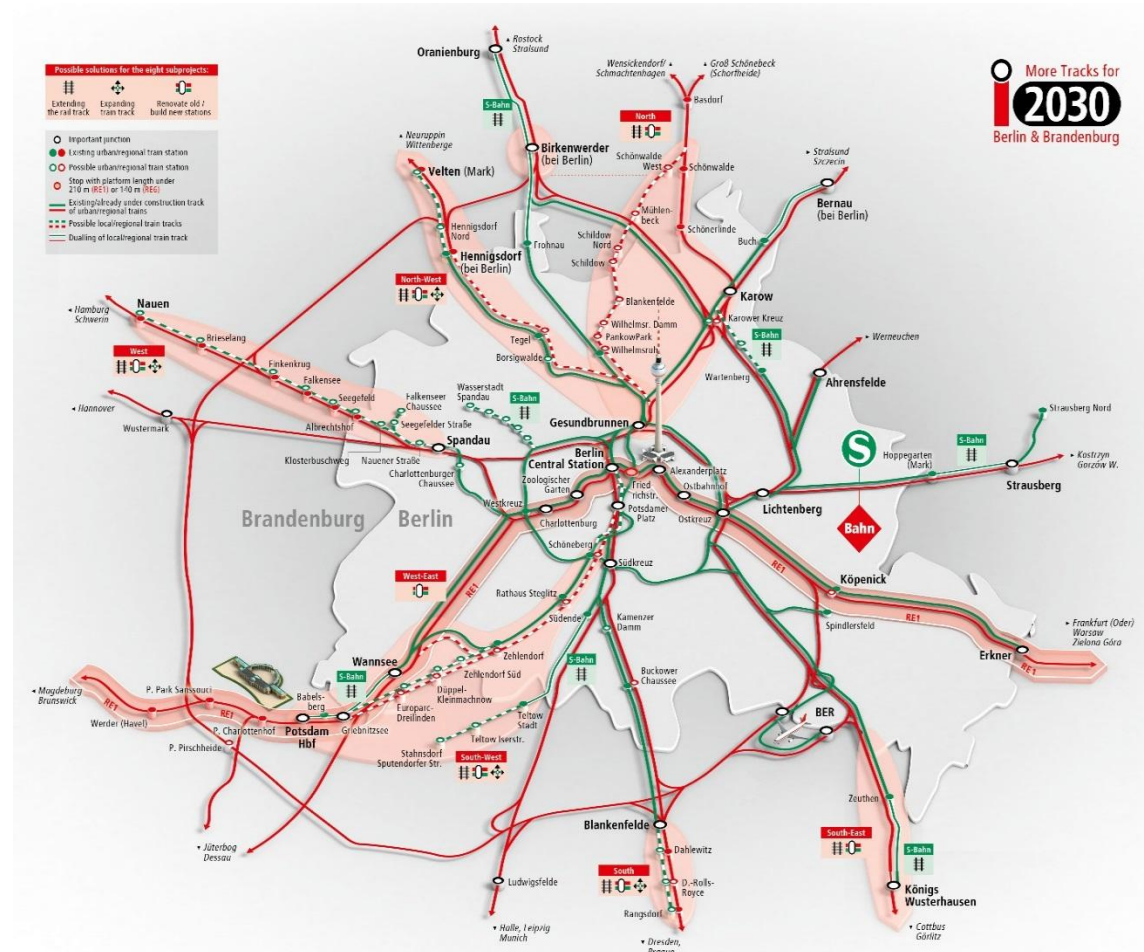 Possible solutions for the eight subprojects:
Extending
the rail track
Expanding
train track
Renovate old /
build new stations
Important junction
Existing urban/regional train station
Possible urban/regional train station
Stop with platform length under
210 m (RE1) or 140 m (RE6)
Existing/already under construction track
of urban/regional trains
Possible local/regional train tracks
Dualling of local/regional train track
More Tracks for
i 2030
Berlin & Brandenburg
Rostock
Stralsund
Oranienburg
S-Bahn
Wensickendorf/
Schmachtenhagen
Groß Schönebeck
(Schorfheide)
Basdorf
North
Neuruppin
Wittenberge
Velten (Mark)
Birkenwerder
(bei Berlin)
Schönwalde
West
Schönwalde
Stralsund
Szczecin
Bernau
(bei Berlin)
Mühlen-
beck
Hennigsdorf
Nord
Hennigsdorf
(bei Berlin)
Frohnau
Schildow
Nord
Schildow
Schönerlinde
Buch
North-West
Karow
Blankenfelde
Karower Kreuz
Hamburg
Schwerin
Nauen
West
Brieselang
Finkenkrug
Falkensee
Seegefeld
Albrechtshof
Tegel
Borsigwalde
Wilhelmsr. Damm
PankowPark
Wilhelmsruh
S-Bahn
Wartenberg
Werneuchen
Ahrensfelde
Hannover
Wustermark
Falkenseer
Chaussee
Seegefelder Straße
Wasserstadt
Spandau
S-Bahn
Spandau
Klosterbuschweg
Nauener Straße
Charlottenburger
Chaussee
Gesundbrunnen
Berlin
Central Station
Zoologischer
Garten
Westkreuz
Charlottenburg
Fried
richstr.
Alexanderplatz
Ostbahnhof
Potsdamer
Platz
Ostkreuz
Lichtenberg
S
Bahn
Hoppegarten
(Mark)
S-Bahn
Strausberg Nord
Strausberg
Kostrzyn
Gorzów W.
Brandenburg
Berlin
Schöneberg
Südkreuz
West-East
RE1
Rathaus Steglitz
Südende
Kamenzer
Damm
Köpenick
RE1
Spindlersfeld
Frankfurt (Oder)
Warsaw
Zielona Góra
Erkner
RE1
Wannsee
S-Bahn
Zehlendorf
Zehlendorf Süd
Düppel-
Kleinmachnow
Europarc-
Dreilinden
S-Bahn
Buckower
Chaussee
Magdeburg
Brunswick
RE1
Werder (Havel)
P. Park Sanssouci
RE1
P. Charlottenhof
P. Pirschheide
Babels-
berg
Potsdam
Hbf
Griebnitzsee
Teltow
Stadt
Teltow Iserstr.
Stahnsdorf
Sputendorfer Str.
South-West
BER
Zeuthen
South-East
S-Bahn
Königs
Wusterhausen
Cottbus
Görlitz
Jüterbog
Dessau
Blankenfelde
Dahlewitz
South
D.-Rolls-
Royce
Rangsdorf
Ludwigsfelde
Halle, Leipzig
Munich
Dresden,